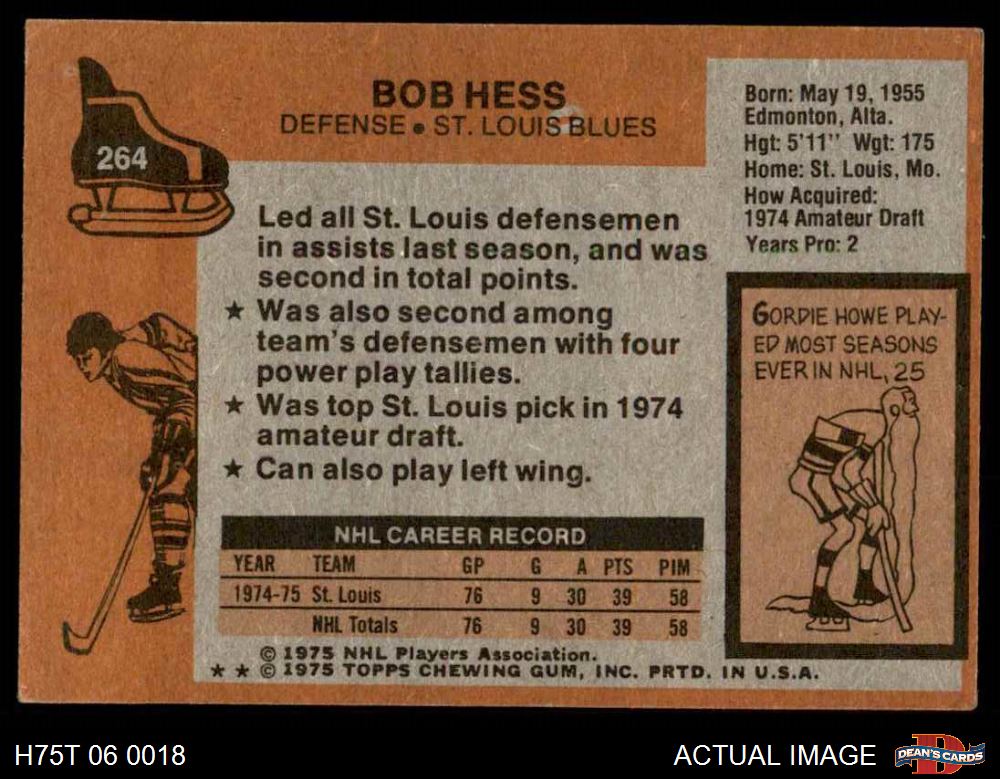 264
BOB HESS
DEFENSE • ST. LOUIS BLUES
Born: May 19, 1955
Edmonton, Alta.
Hgt: 5'11" Wgt: 175
Home: St. Louis, Mo.
How Acquired:
1974 Amateur Draft
Years Pro: 2
Led all St. Louis defensemen
in assists last season, and was
second in total points.
★ Was also second among
team's defensemen with four
power play tallies.
★ Was top St. Louis pick in 1974
amateur draft.
★ Can also play left wing.
GORDIE HOWE PLAY-
ED MOST SEASONS
EVER IN NHL, 25
NHL CAREER RECORD
YEAR TEAM GP G A PTS PIM
1974-75 St. Louis 76 9 30 39 58
NHL Totals 76 9 30 39 58
© 1975 NHL Players Association.
★ ★ © 1975 TOPPS CHEWING GUM, INC. PRTD. IN U.S.A.
H75T 06 0018
ACTUAL IMAGE
DEAN'S CARDS